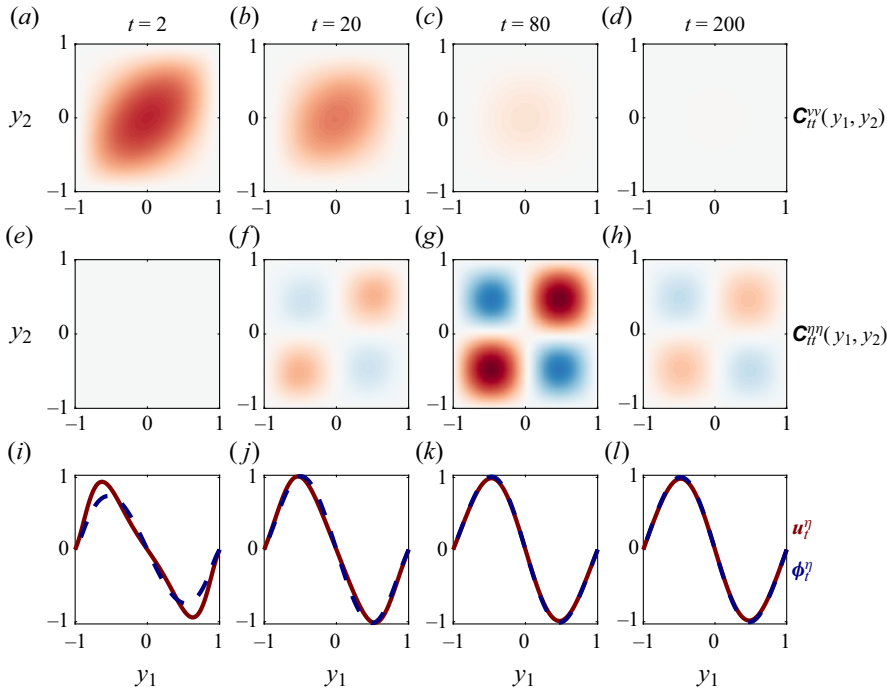 (a) t = 2 (b) t = 20 (c) t = 80 (d) t = 200
1 1 1 1
y₂ 0 0 0 0 C_tt^vv(y₁, y₂)
−1 −1 −1 −1
−1 0 1 −1 0 1 −1 0 1 −1 0 1
(e) (f) (g) (h)
1 1 1 1
y₂ 0 0 0 0 C_tt^ηη(y₁, y₂)
−1 −1 −1 −1
−1 0 1 −1 0 1 −1 0 1 −1 0 1
(i) (j) (k) (l)
1 1 1 1
u_t^η
0 0 0 0
ϕ_t^η
−1 −1 −1 −1
−1 0 1 −1 0 1 −1 0 1 −1 0 1
y₁ y₁ y₁ y₁